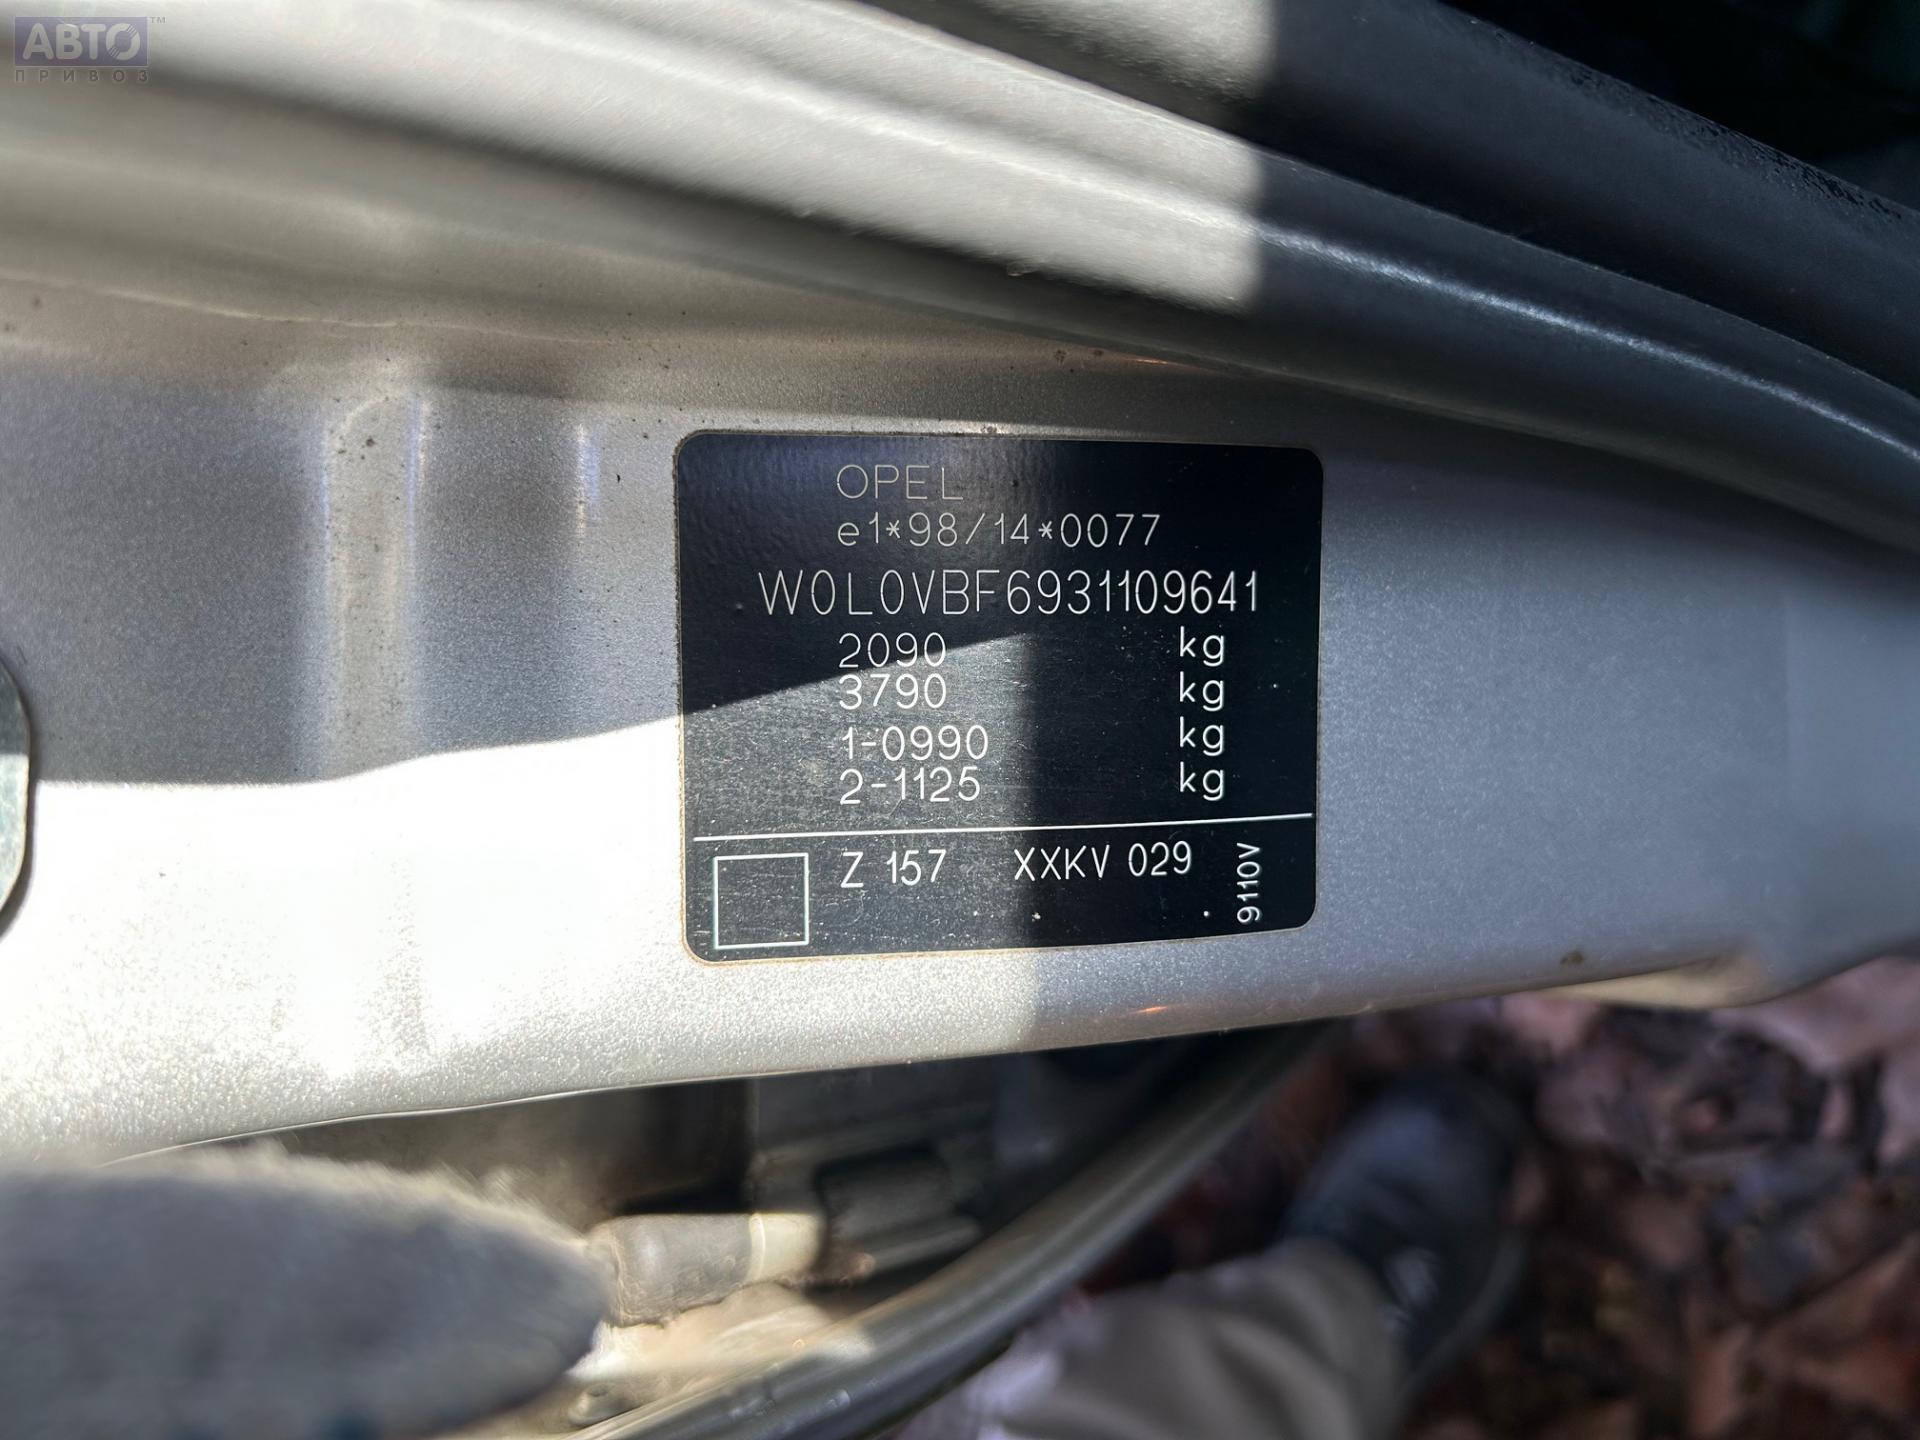 АВТО™
ПРИВОЗ
OPEL
e1*98/14*0077
W0L0VBF6931109641
2090 kg
3790 kg
1-0990 kg
2-1125 kg
Z 157 XXKV 029
9110V